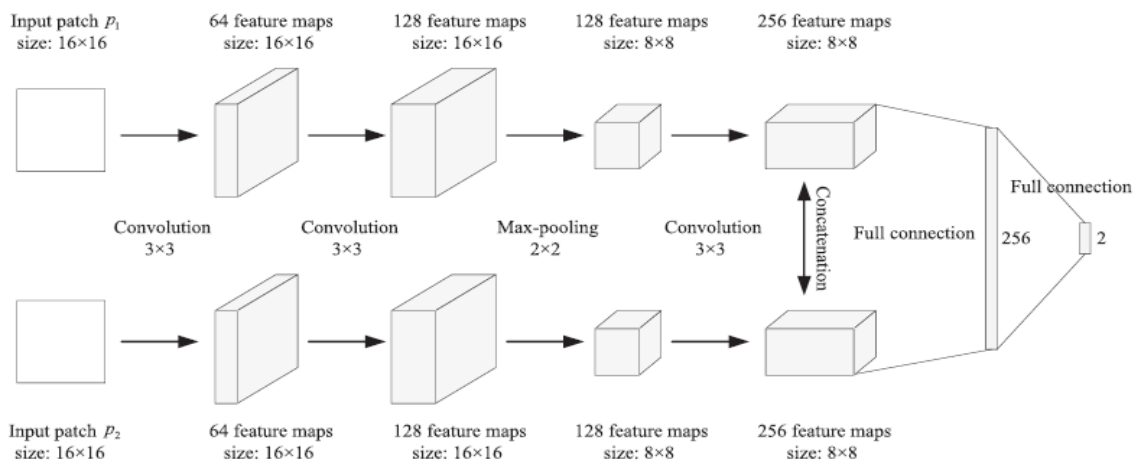 Input patch p₁
size: 16×16
64 feature maps
size: 16×16
128 feature maps
size: 16×16
128 feature maps
size: 8×8
256 feature maps
size: 8×8
Convolution
3×3
Convolution
3×3
Max-pooling
2×2
Convolution
3×3
Concatenation
Full connection
256
Full connection
2
Input patch p₂
size: 16×16
64 feature maps
size: 16×16
128 feature maps
size: 16×16
128 feature maps
size: 8×8
256 feature maps
size: 8×8